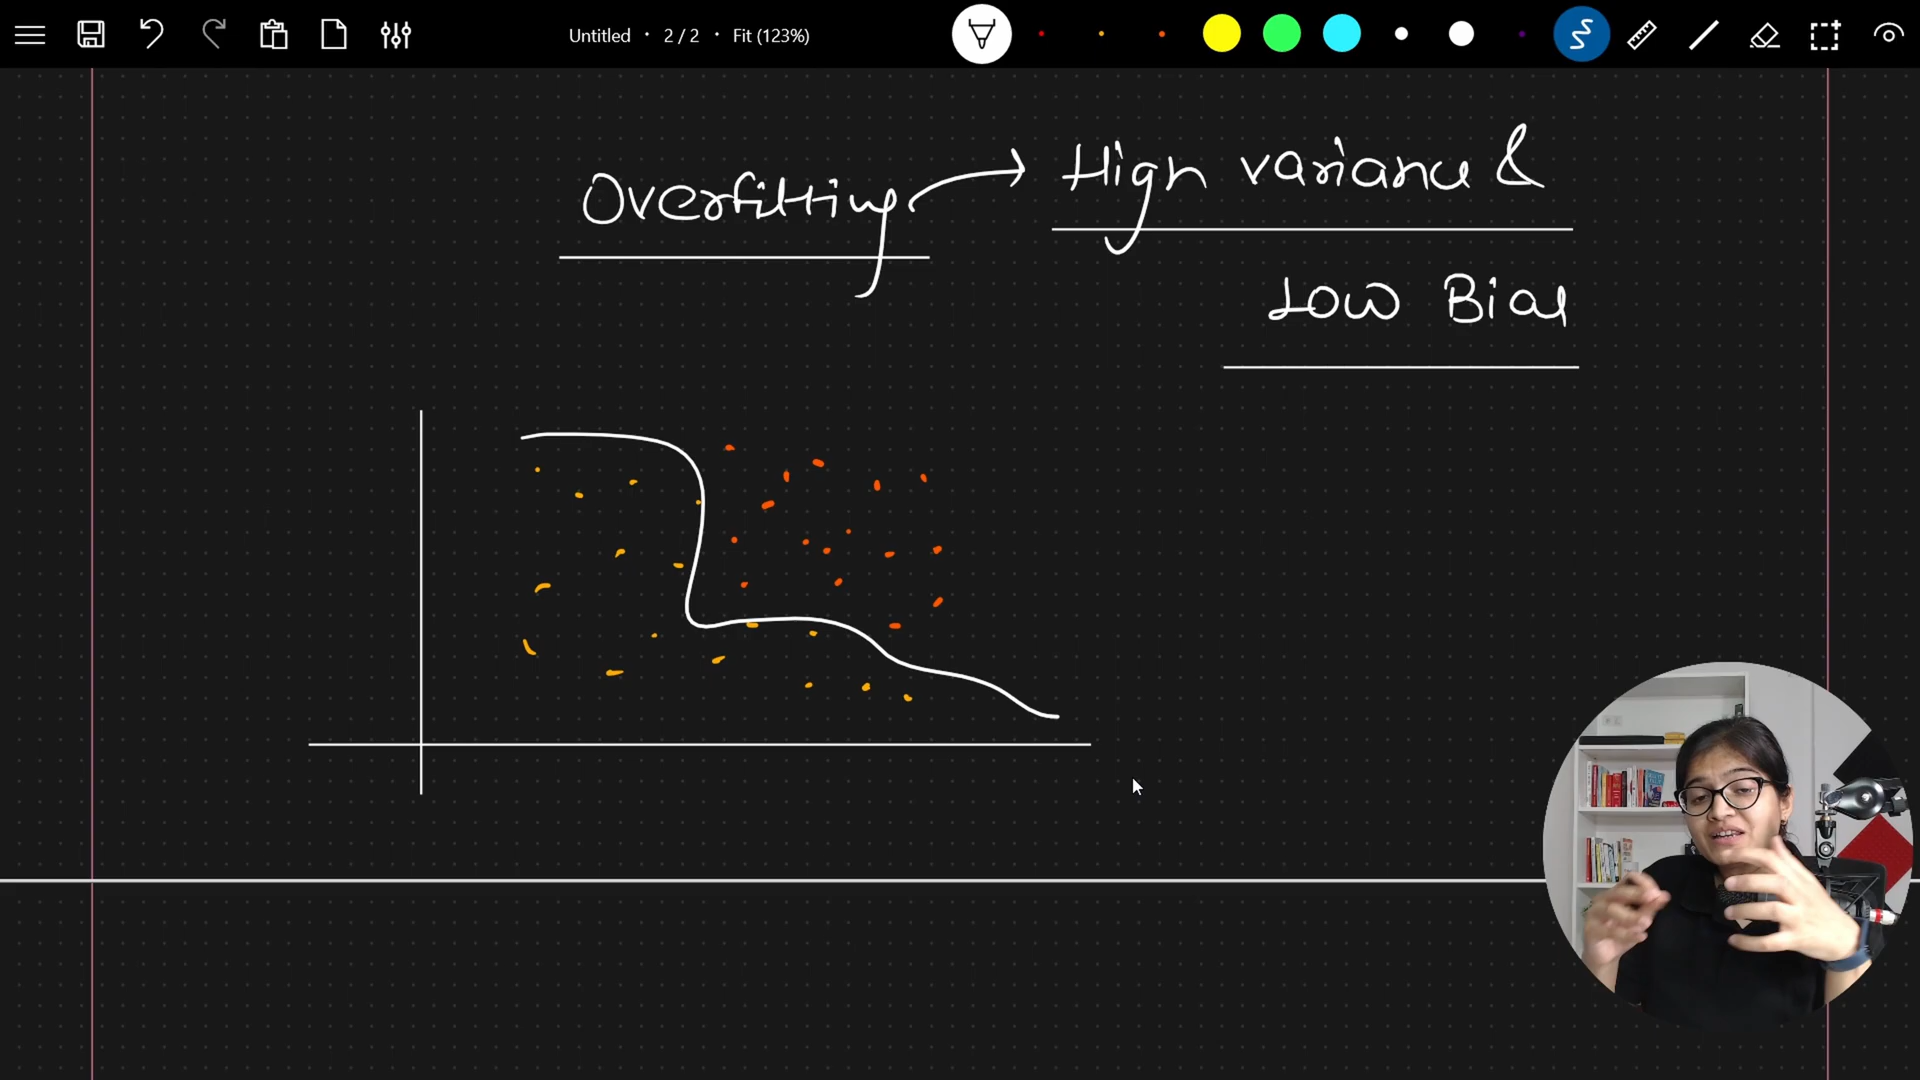 Untitled • 2 / 2 • Fit (123%)
Overfitting → High variance &
Low Bias